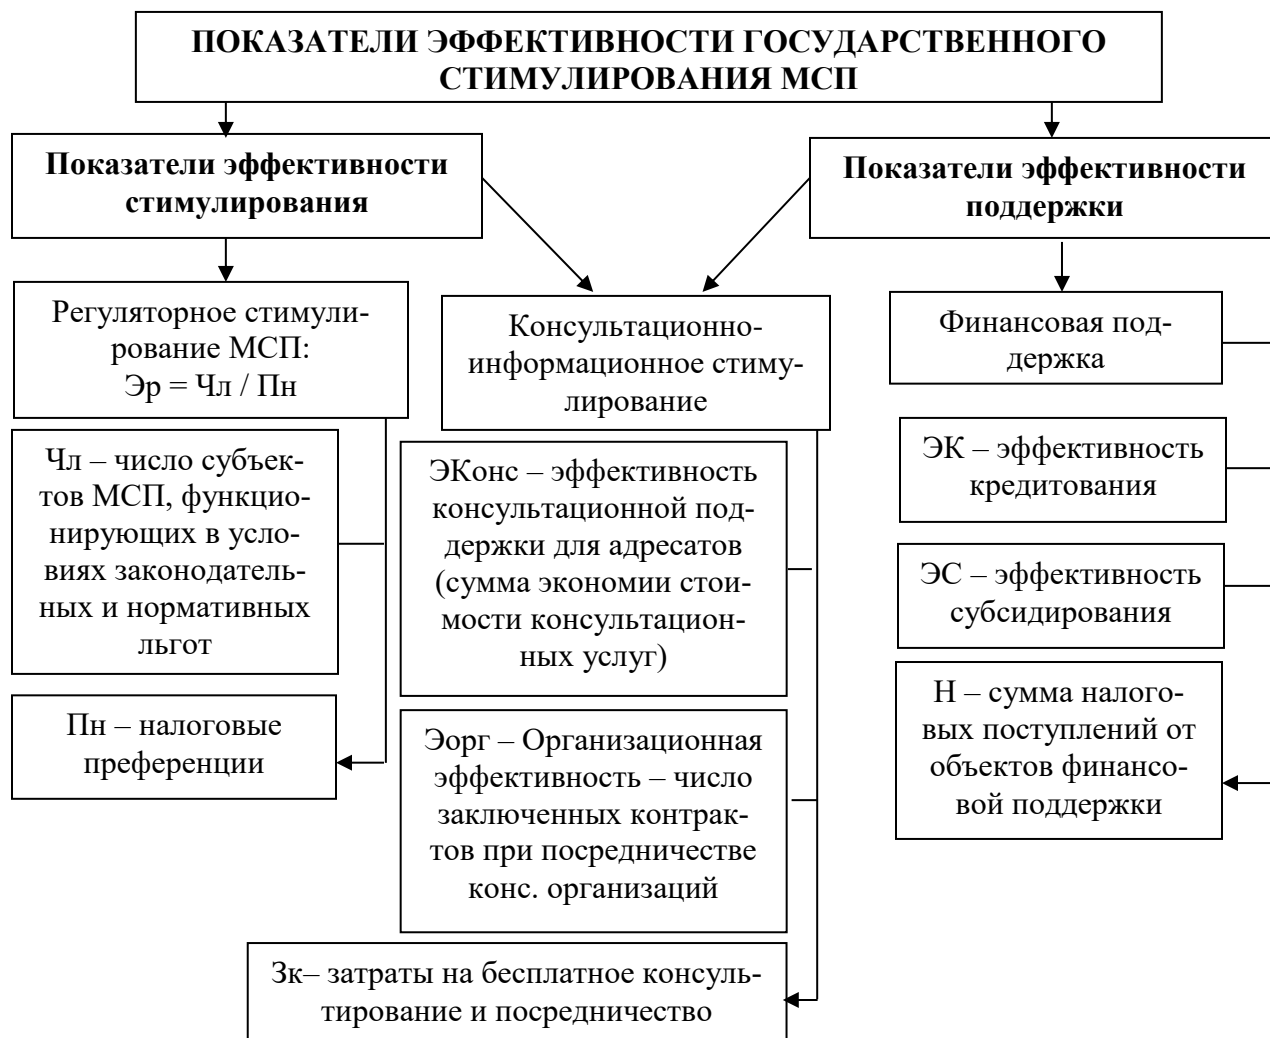 ПОКАЗАТЕЛИ ЭФФЕКТИВНОСТИ ГОСУДАРСТВЕННОГО
СТИМУЛИРОВАНИЯ МСП
Показатели эффективности
стимулирования
Показатели эффективности
поддержки
Регуляторное стимули-
рование МСП:
Эр = Чл / Пн
Консультационно-
информационное стиму-
лирование
Финансовая под-
держка
Чл – число субъек-
тов МСП, функцио-
нирующих в усло-
виях законодатель-
ных и нормативных
льгот
Пн – налоговые
преференции
ЭКонс – эффективность
консультационной под-
держки для адресатов
(сумма экономии стои-
мости консультацион-
ных услуг)
Эорг – Организационная
эффективность – число
заключенных контрак-
тов при посредничестве
конс. организаций
Зк– затраты на бесплатное консуль-
тирование и посредничество
ЭК – эффективность
кредитования
ЭС – эффективность
субсидирования
Н – сумма налого-
вых поступлений от
объектов финансо-
вой поддержки